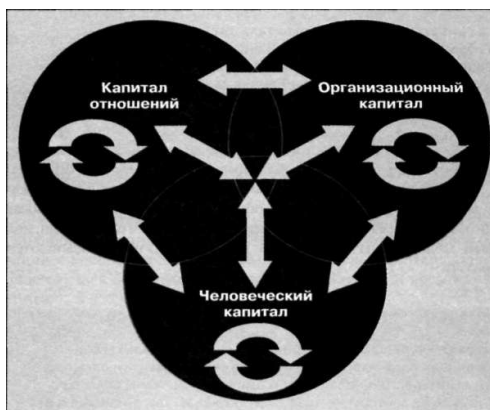 Капитал
отношений
Организационный
капитал
Человеческий
капитал